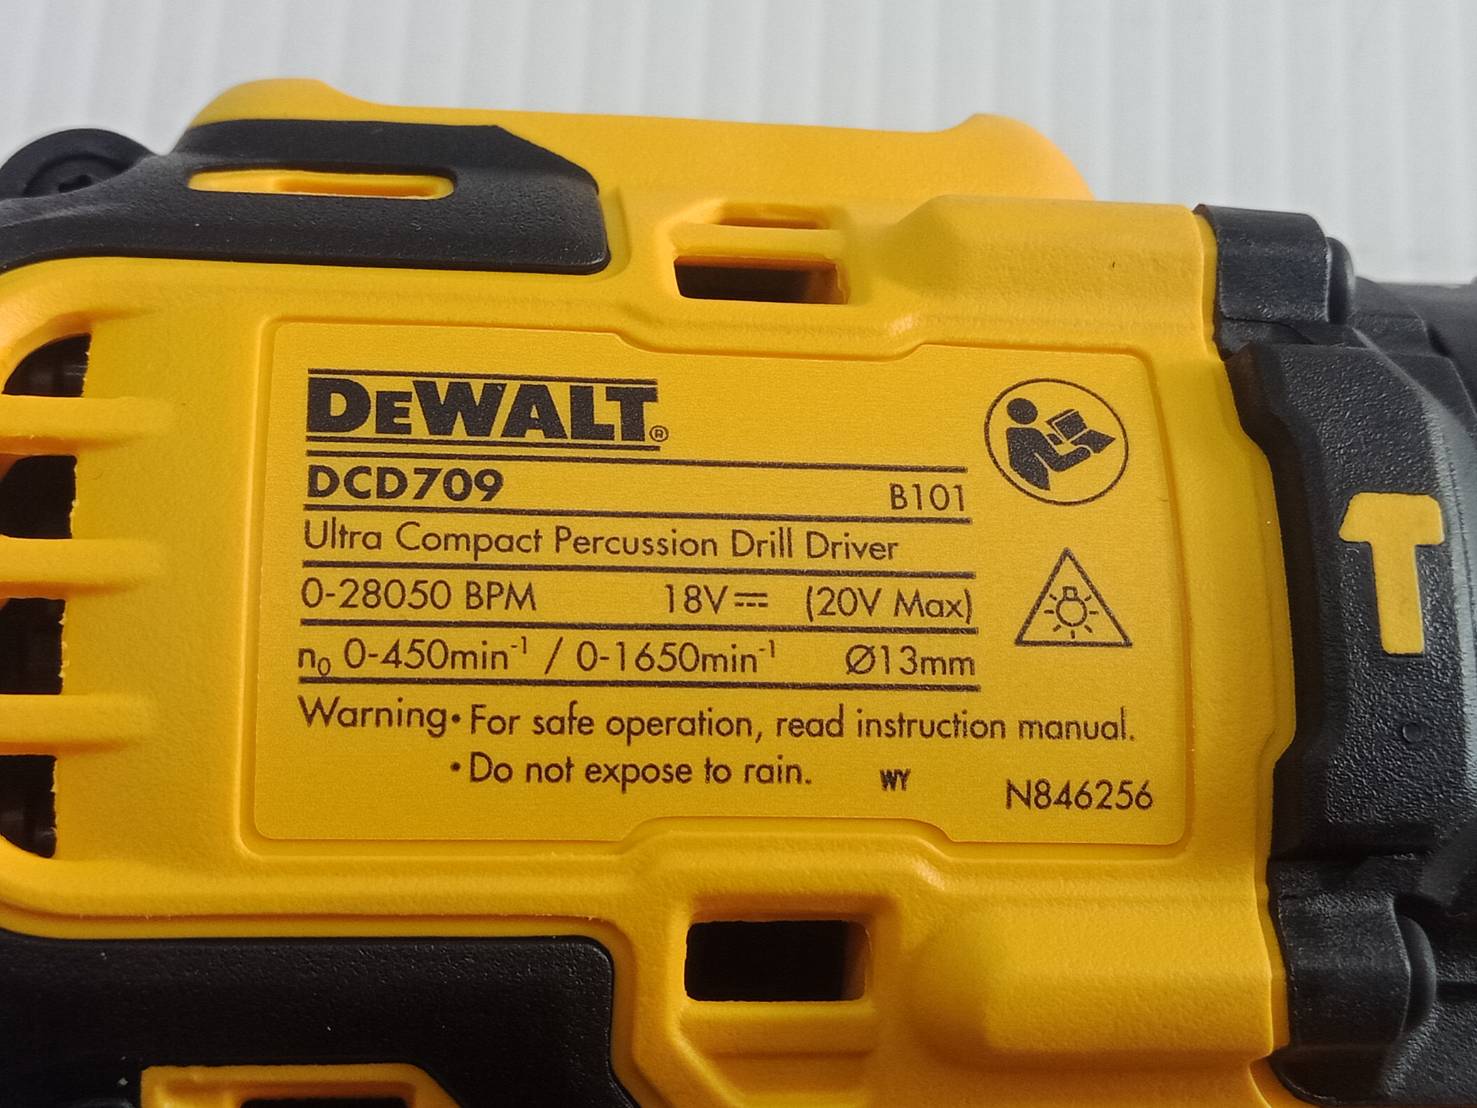 DEWALT®
DCD709 B101
Ultra Compact Percussion Drill Driver
0-28050 BPM 18V⎓ (20V Max)
n₀ 0-450min⁻¹ / 0-1650min⁻¹ Ø13mm
Warning• For safe operation, read instruction manual.
•Do not expose to rain. WY
N846256